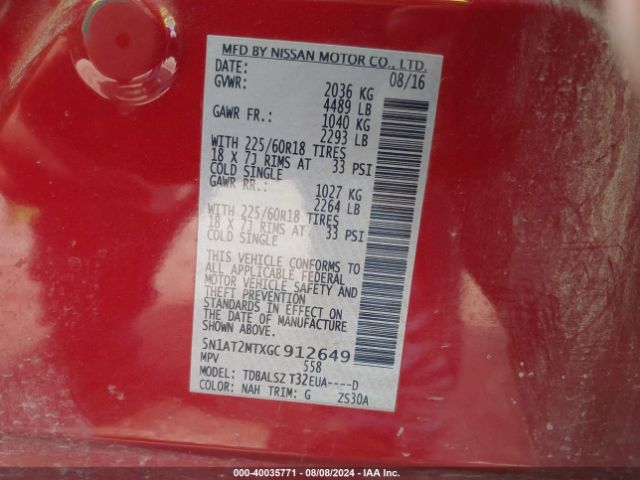 MFD BY NISSAN MOTOR CO., LTD.
DATE: 08/16
GVWR: 2036 KG
4489 LB
GAWR FR.: 1040 KG
2293 LB
WITH 225/60R18 TIRES
18 X 7J RIMS AT 33 PSI
COLD SINGLE
GAWR RR.: 1027 KG
2264 LB
WITH 225/60R18 TIRES
18 X 7J RIMS AT 33 PSI
COLD SINGLE
THIS VEHICLE CONFORMS TO
ALL APPLICABLE FEDERAL
MOTOR VEHICLE SAFETY AND
THEFT PREVENTION
STANDARDS IN EFFECT ON
THE DATE OF MANUFACTURE
SHOWN ABOVE.
5N1AT2MTXGC912649
MPV 558
MODEL: TDBALSZ T32EUA----D
COLOR: NAH TRIM: G ZS30A
000-40035771 - 08/08/2024 - IAA Inc.